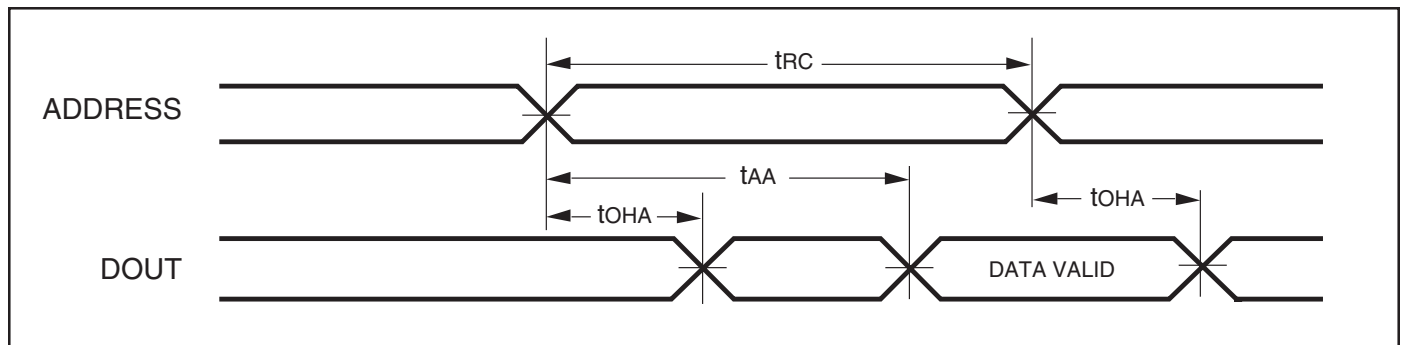 tRC
ADDRESS
tAA
tOHA
tOHA
DOUT
DATA VALID